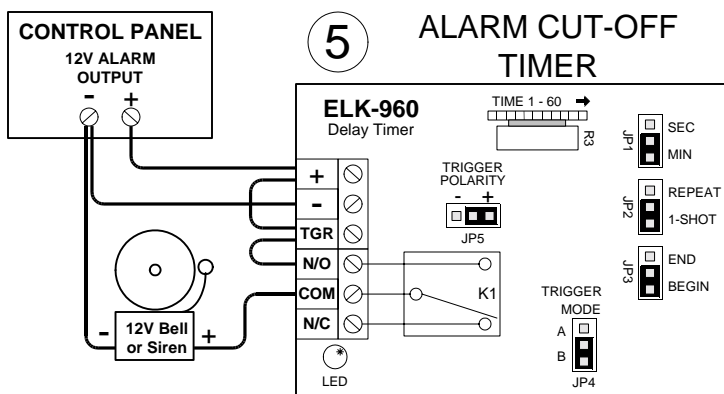 CONTROL PANEL
12V ALARM
OUTPUT
- +
5
ALARM CUT-OFF
TIMER
ELK-960
Delay Timer
TIME 1 - 60
R3
JP1
SEC
MIN
TRIGGER
POLARITY
- +
JP5
JP2
REPEAT
1-SHOT
JP3
END
BEGIN
+
-
TGR
N/O
COM
N/C
K1
TRIGGER
MODE
A
B
JP4
LED
*
- 12V Bell +
or Siren